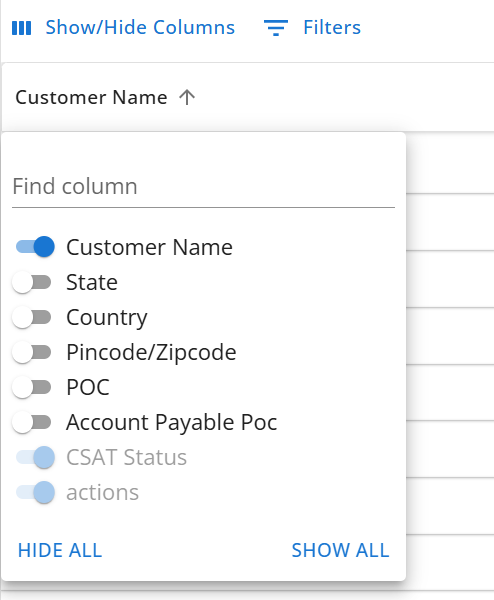 Show/Hide Columns Filters
Customer Name
Find column
Customer Name
State
Country
Pincode/Zipcode
POC
Account Payable Poc
CSAT Status
actions
HIDE ALL SHOW ALL